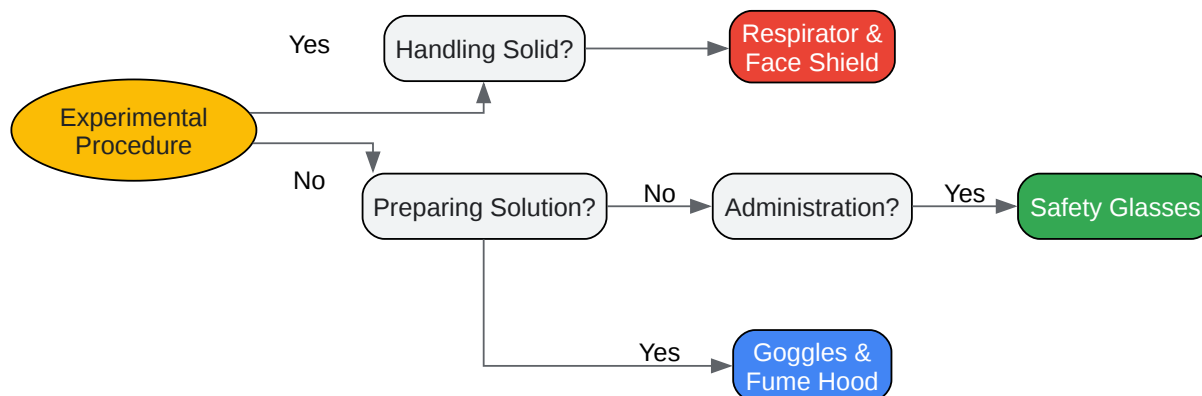 Yes
Handling Solid?
Respirator &
Face Shield
Experimental
Procedure
No
Preparing Solution?
No
Administration?
Yes
Safety Glasses
Yes
Goggles &
Fume Hood